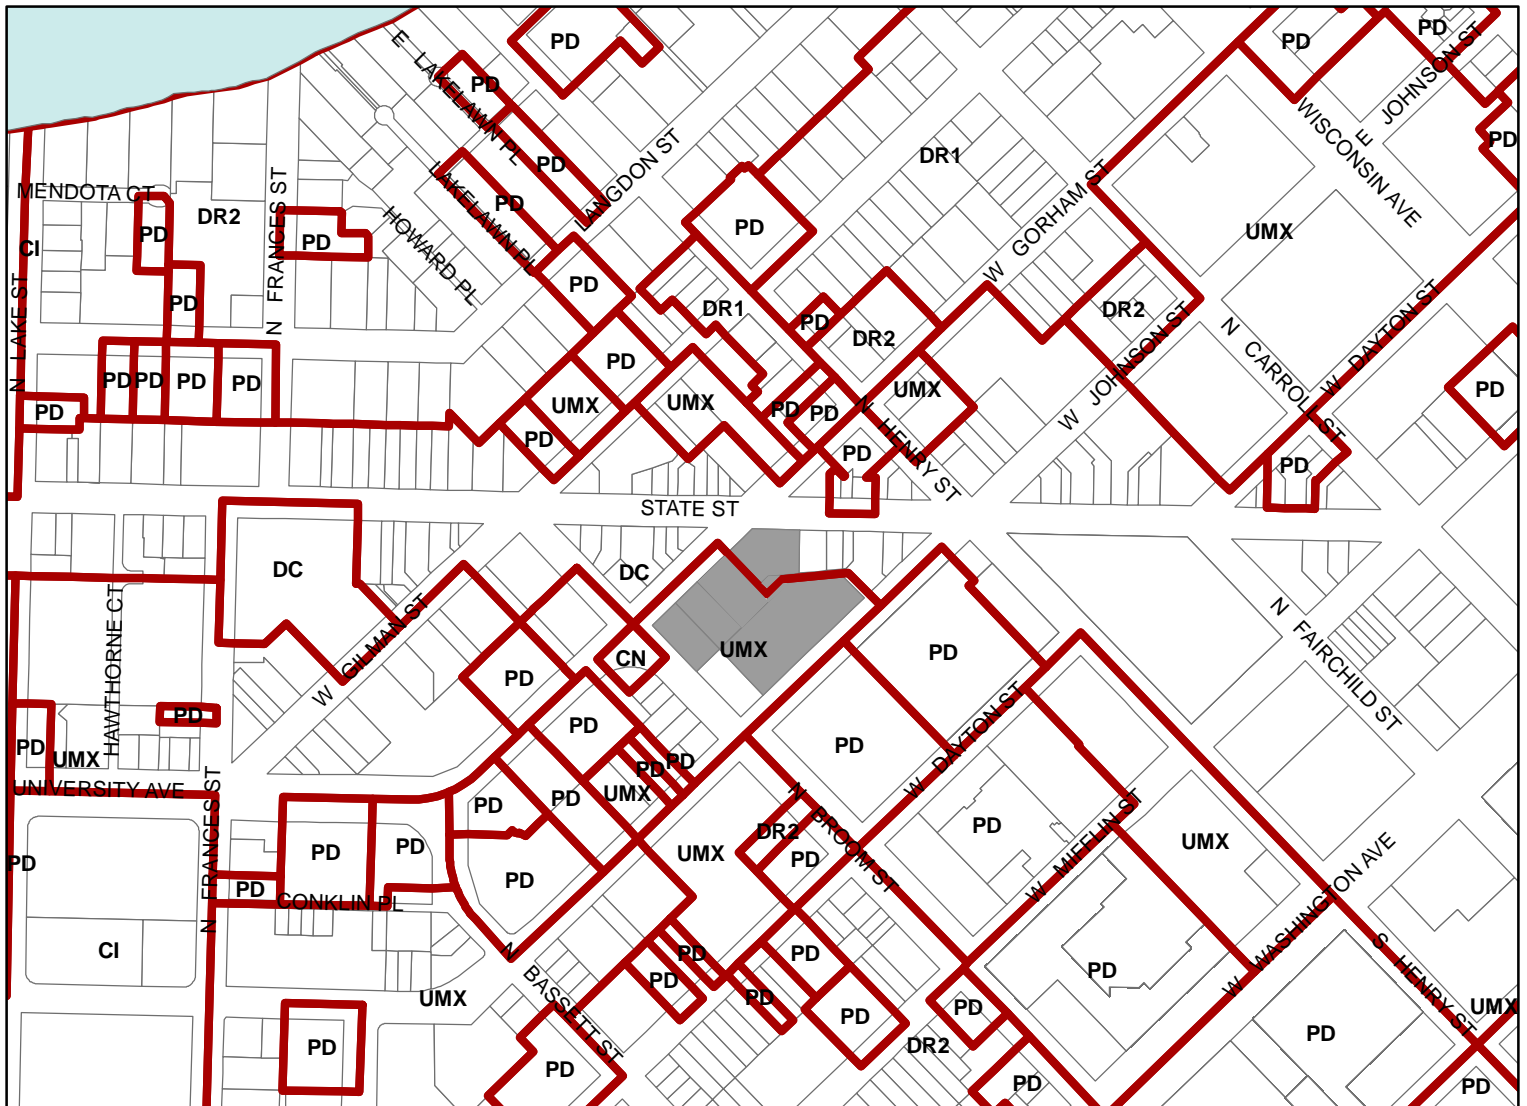 PD
PD
PD
E LAKELAWN PL
PD
E JOHNSON ST
WISCONSIN AVE
PD
LANGDON ST
DR1
PD
LAKELAWN PL
PD
MENDOTA CT
N FRANCES ST
DR2
HOWARD PL
W GORHAM ST
PD
PD
PD
UMX
CI
PD
PD
PD
DR1
PD
DR2
DR2
W JOHNSON ST
N CARROLL ST
W DAYTON ST
N LAKE ST
PD
PD
PD
PD
PD
PD
UMX
UMX
UMX
PD
PD
PD
PD
N HENRY ST
PD
PD
PD
STATE ST
DC
DC
HAWTHORNE CT
W GILMAN ST
N FAIRCHILD ST
UMX
CN
PD
PD
PD
PD
PD
PD
UMX
UNIVERSITY AVE
PD
PD
UMX
W DAYTON ST
N FRANCES ST
PD
PD
DR2
N BROOM ST
PD
W MIFFLIN ST
UMX
PD
PD
PD
UMX
PD
W WASHINGTON AVE
PD
PD
CONKLIN PL
CI
N BASSETT ST
PD
PD
PD
PD
PD
S HENRY ST
UMX
PD
PD
UMX
PD
PD
DR2
PD
PD
PD